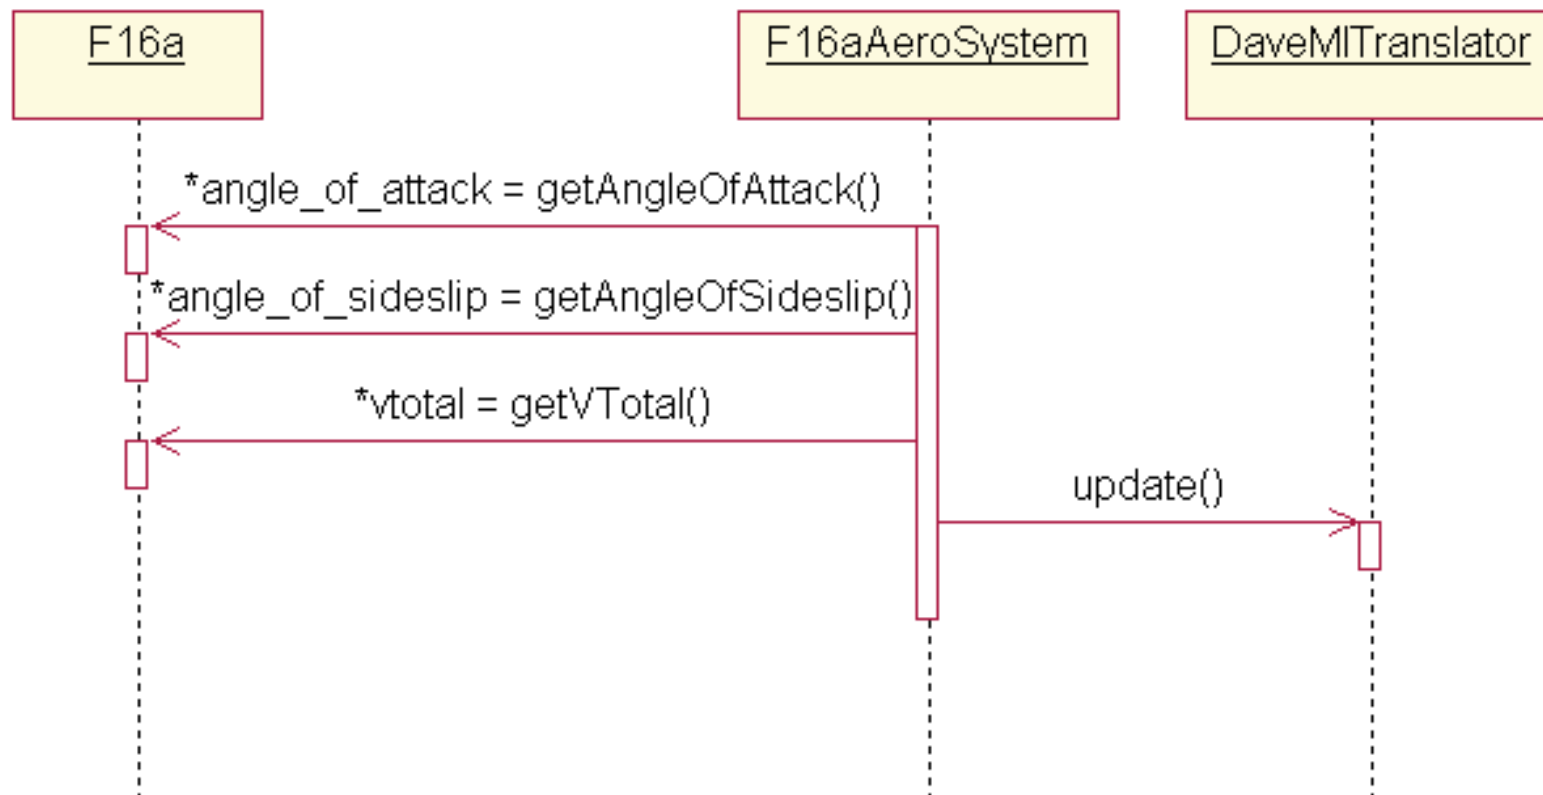 F16a
F16aAeroSystem
DaveMlTranslator
*angle_of_attack = getAngleOfAttack()
*angle_of_sideslip = getAngleOfSideslip()
*vtotal = getVTotal()
update()